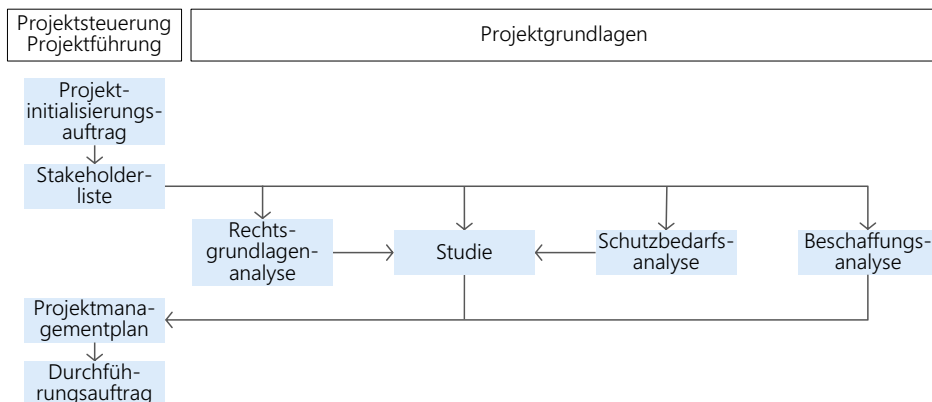 Projektsteuerung
Projektführung
Projektgrundlagen
Projekt-
initialisierungs-
auftrag
Stakeholder-
liste
Rechts-
grundlagen-
analyse
Studie
Schutzbedarfs-
analyse
Beschaffungs-
analyse
Projektmana-
gementplan
Durchfüh-
rungsauftrag